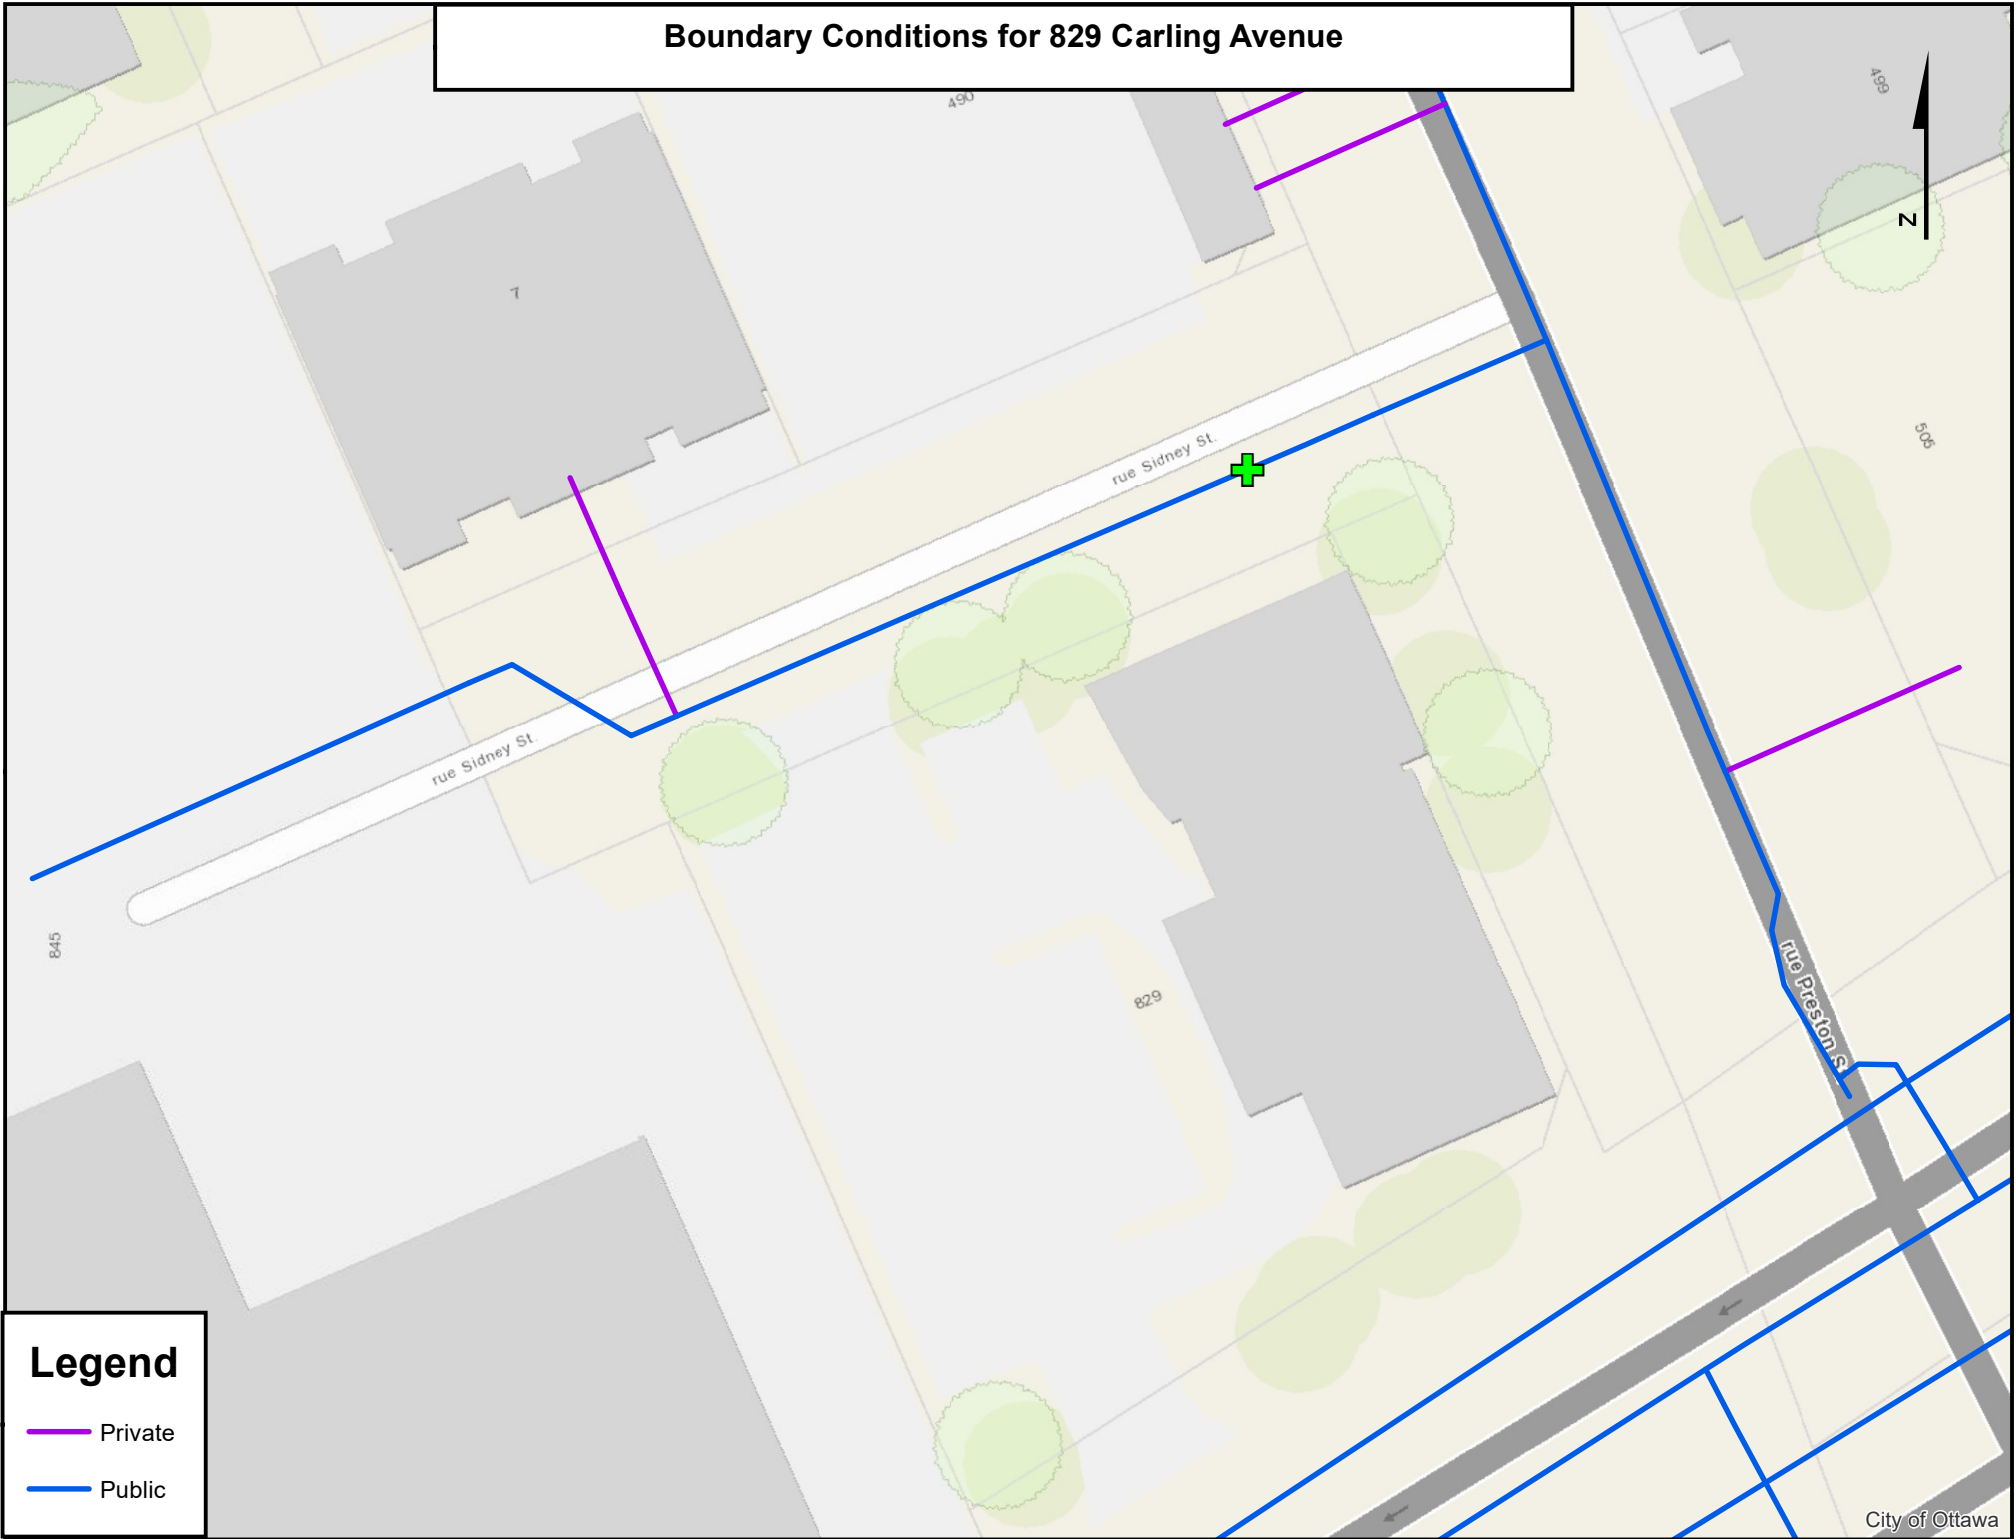 Boundary Conditions for 829 Carling Avenue
490
499
Z
7
505
rue Sidney St.
rue Sidney St.
845
829
rue Preston St.
Legend
Private
Public
City of Ottawa